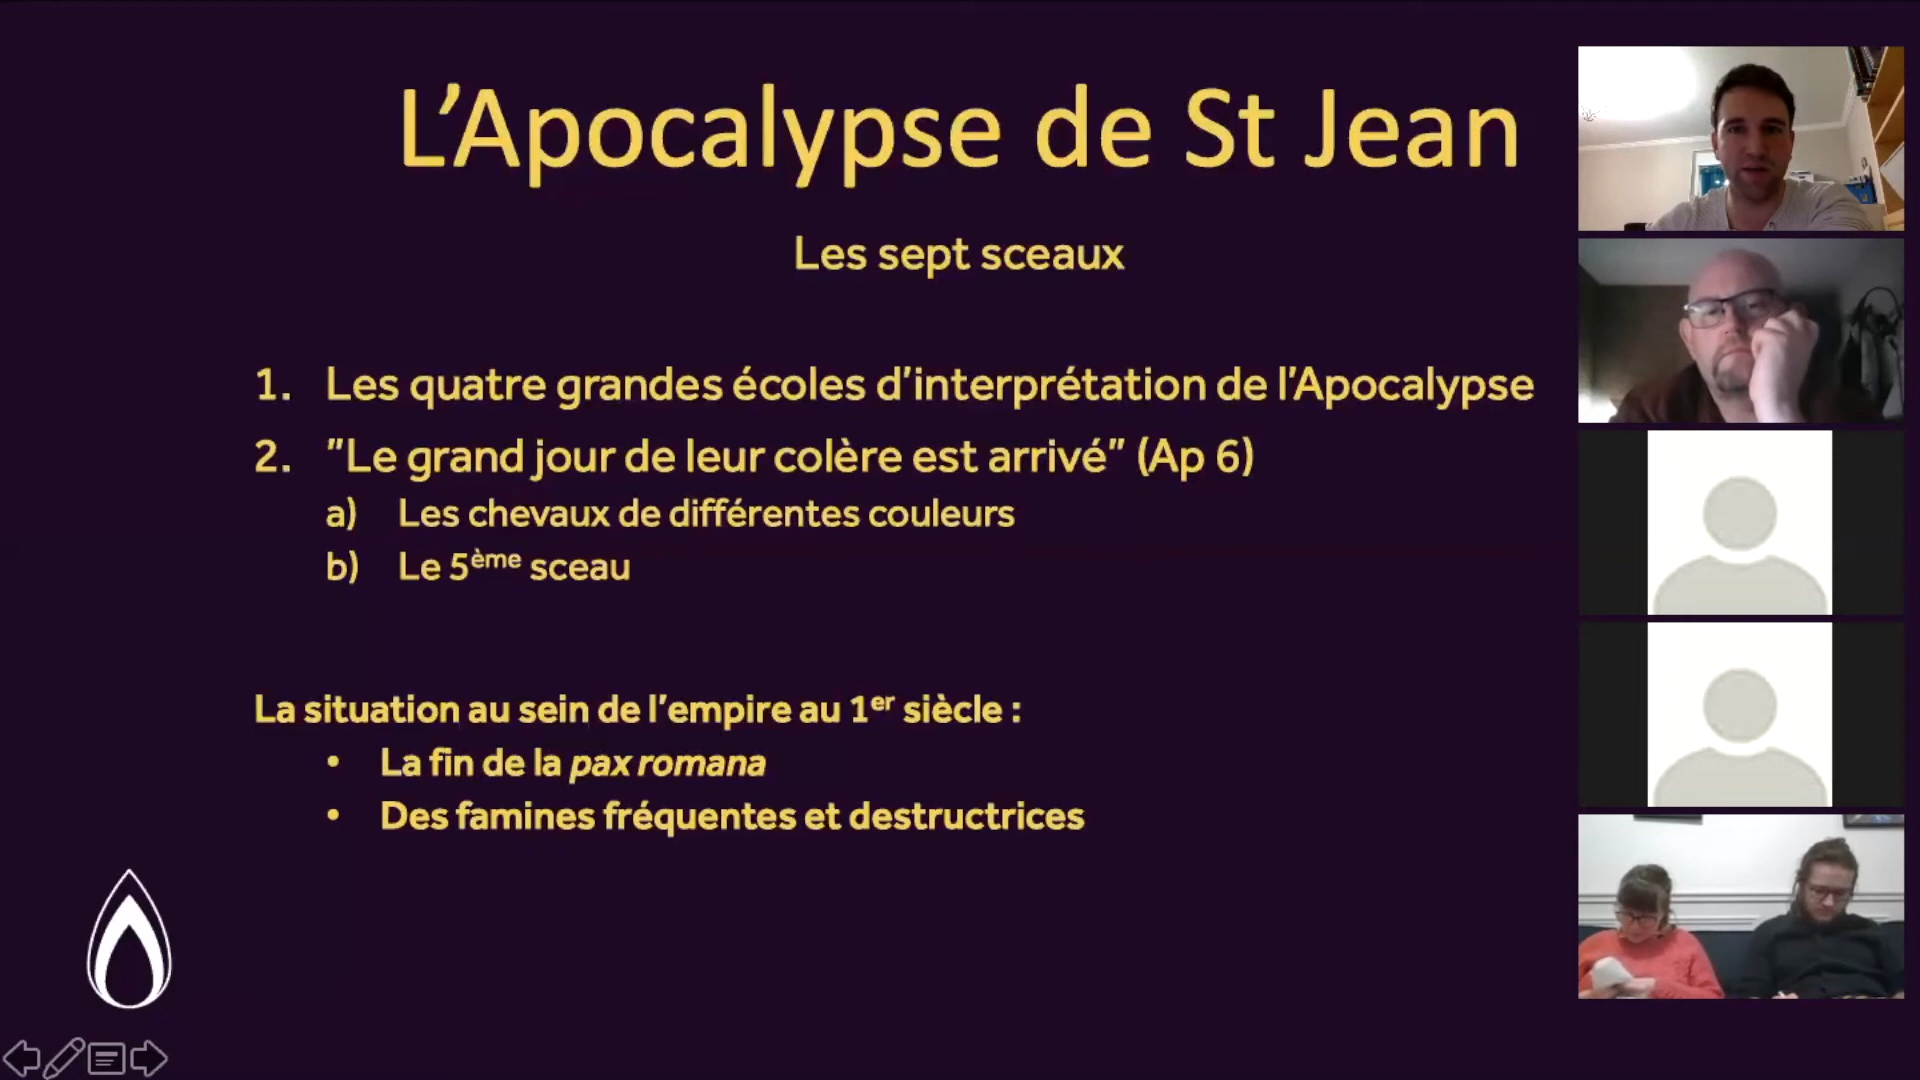 L’Apocalypse de St Jean
Les sept sceaux
1. Les quatre grandes écoles d’interprétation de l’Apocalypse
2. ”Le grand jour de leur colère est arrivé” (Ap 6)
a) Les chevaux de différentes couleurs
b) Le 5ème sceau
La situation au sein de l’empire au 1er siècle :
• La fin de la pax romana
• Des famines fréquentes et destructrices